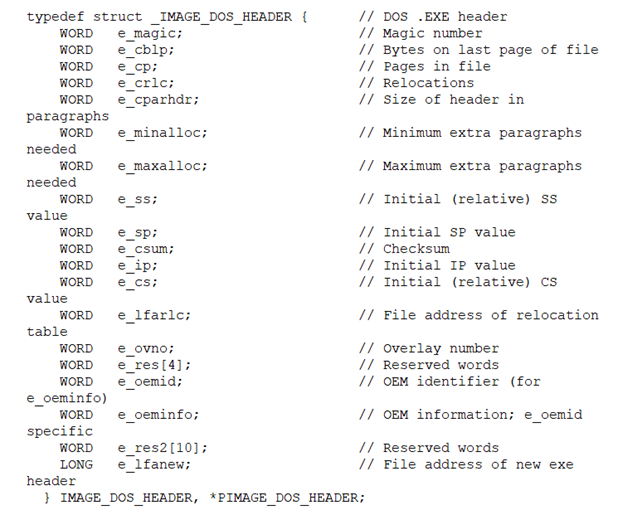 typedef struct _IMAGE_DOS_HEADER {      // DOS .EXE header
    WORD   e_magic;                     // Magic number
    WORD   e_cblp;                      // Bytes on last page of file
    WORD   e_cp;                        // Pages in file
    WORD   e_crlc;                      // Relocations
    WORD   e_cparhdr;                   // Size of header in
paragraphs
    WORD   e_minalloc;                  // Minimum extra paragraphs
needed
    WORD   e_maxalloc;                  // Maximum extra paragraphs
needed
    WORD   e_ss;                        // Initial (relative) SS
value
    WORD   e_sp;                        // Initial SP value
    WORD   e_csum;                      // Checksum
    WORD   e_ip;                        // Initial IP value
    WORD   e_cs;                        // Initial (relative) CS
value
    WORD   e_lfarlc;                    // File address of relocation
table
    WORD   e_ovno;                      // Overlay number
    WORD   e_res[4];                    // Reserved words
    WORD   e_oemid;                     // OEM identifier (for
e_oeminfo)
    WORD   e_oeminfo;                   // OEM information; e_oemid
specific
    WORD   e_res2[10];                  // Reserved words
    LONG   e_lfanew;                    // File address of new exe
header
  } IMAGE_DOS_HEADER, *PIMAGE_DOS_HEADER;